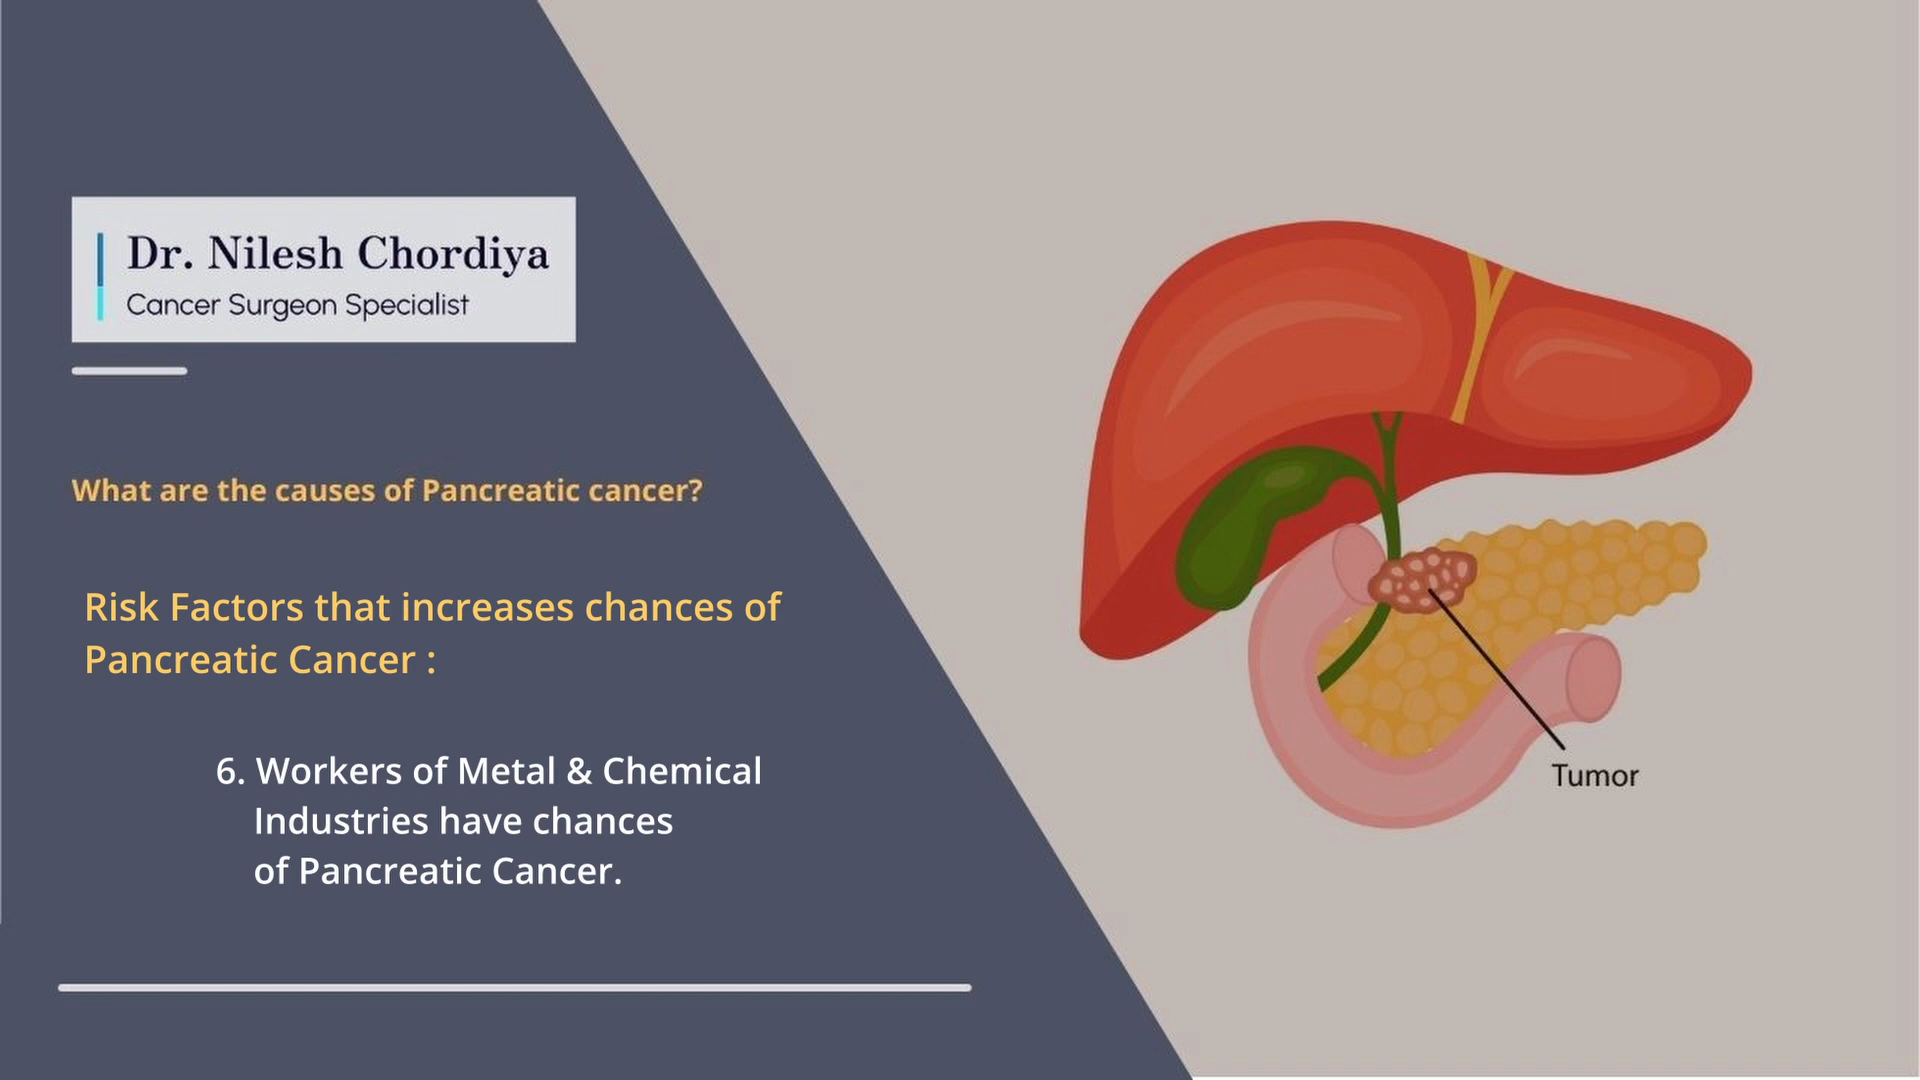 Dr. Nilesh Chordiya
Cancer Surgeon Specialist
What are the causes of Pancreatic cancer?
Risk Factors that increases chances of
Pancreatic Cancer :
6. Workers of Metal & Chemical
Industries have chances
of Pancreatic Cancer.
Tumor